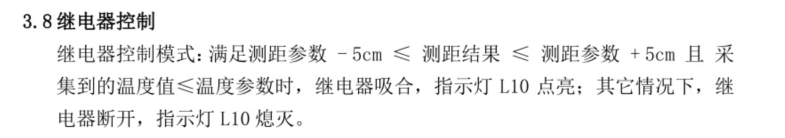 3.8继电器控制
继电器控制模式：满足测距参数 -5cm ≤ 测距结果 ≤ 测距参数 +5cm 且 采
集到的温度值≤温度参数时，继电器吸合，指示灯 L10 点亮；其它情况下，继
电器断开，指示灯 L10 熄灭。